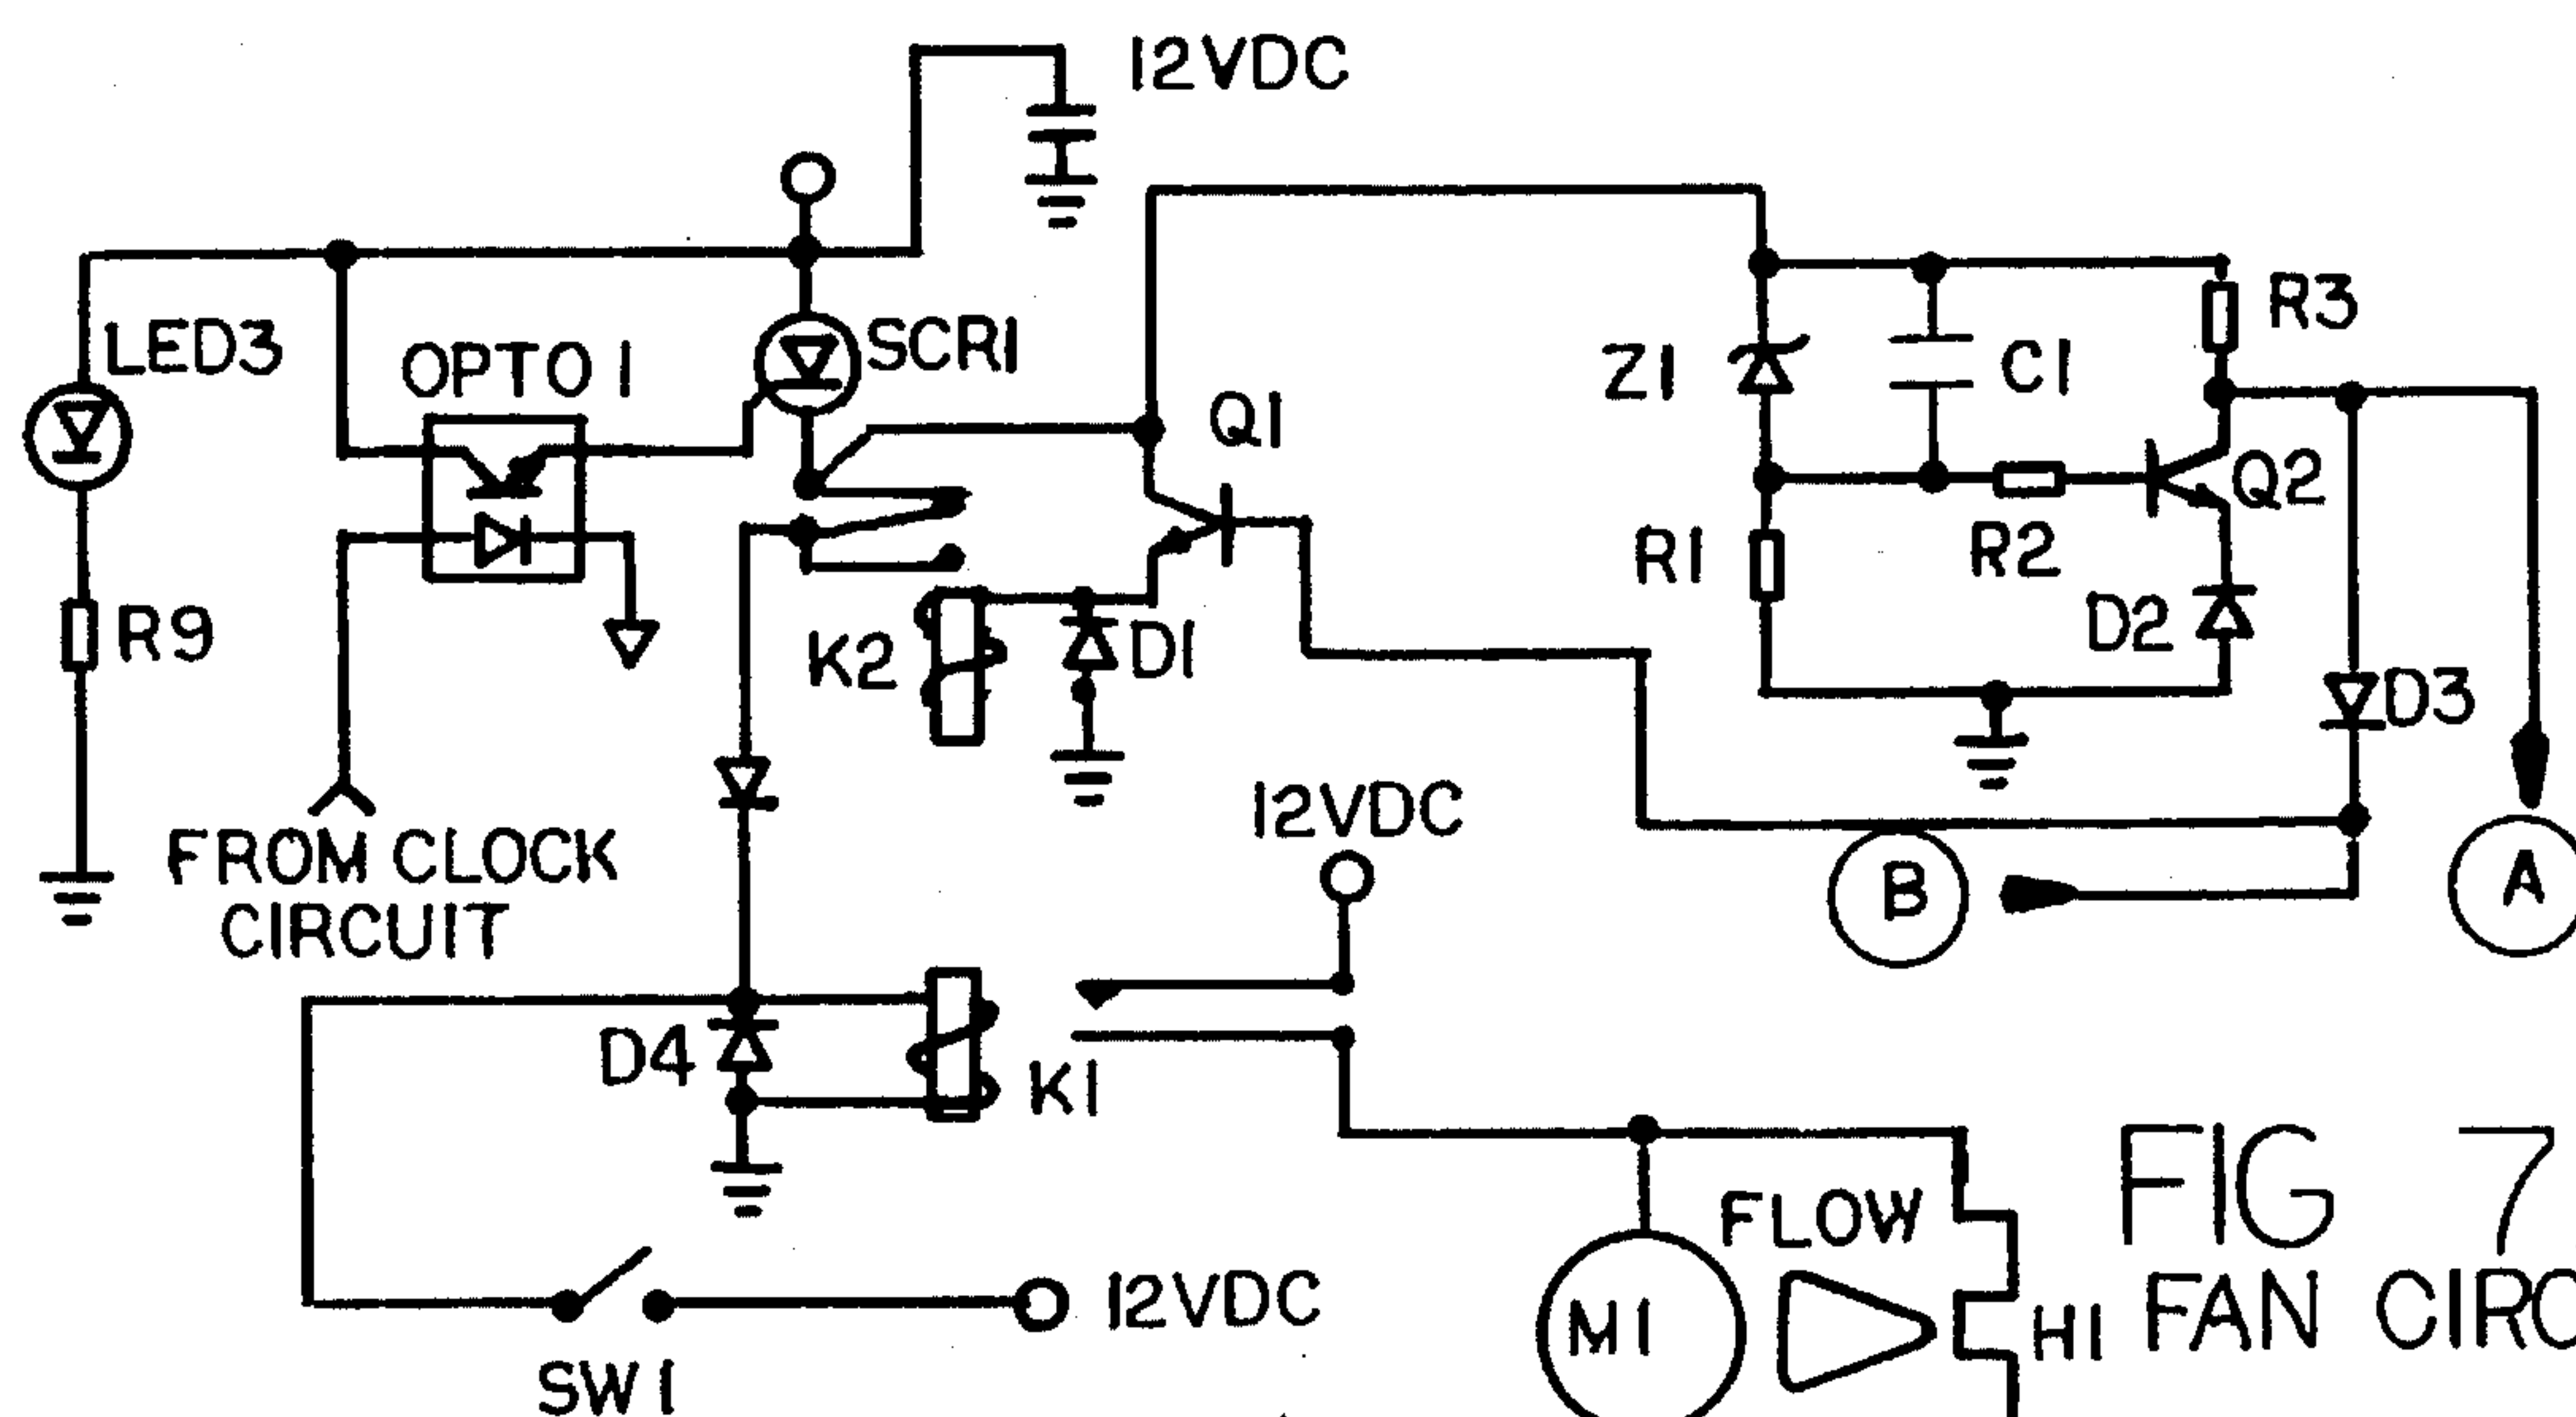 12VDC
LED3
OPTO 1
SCR1
Q1
Z1
C1
R3
Q2
R1
R2
R9
K2
D1
D2
D3
FROM CLOCK
CIRCUIT
12VDC
B
A
D4
K1
FLOW
FIG 7
M1
H1
FAN CIRC
12VDC
SW1